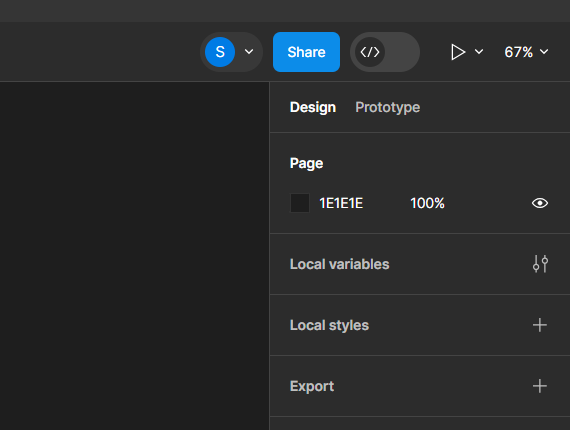 S
Share
</>
67%
Design Prototype
Page
1E1E1E 100%
Local variables
Local styles
Export